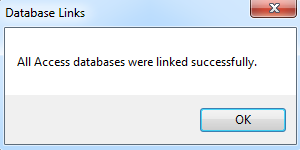 Database Links
All Access databases were linked successfully.
OK